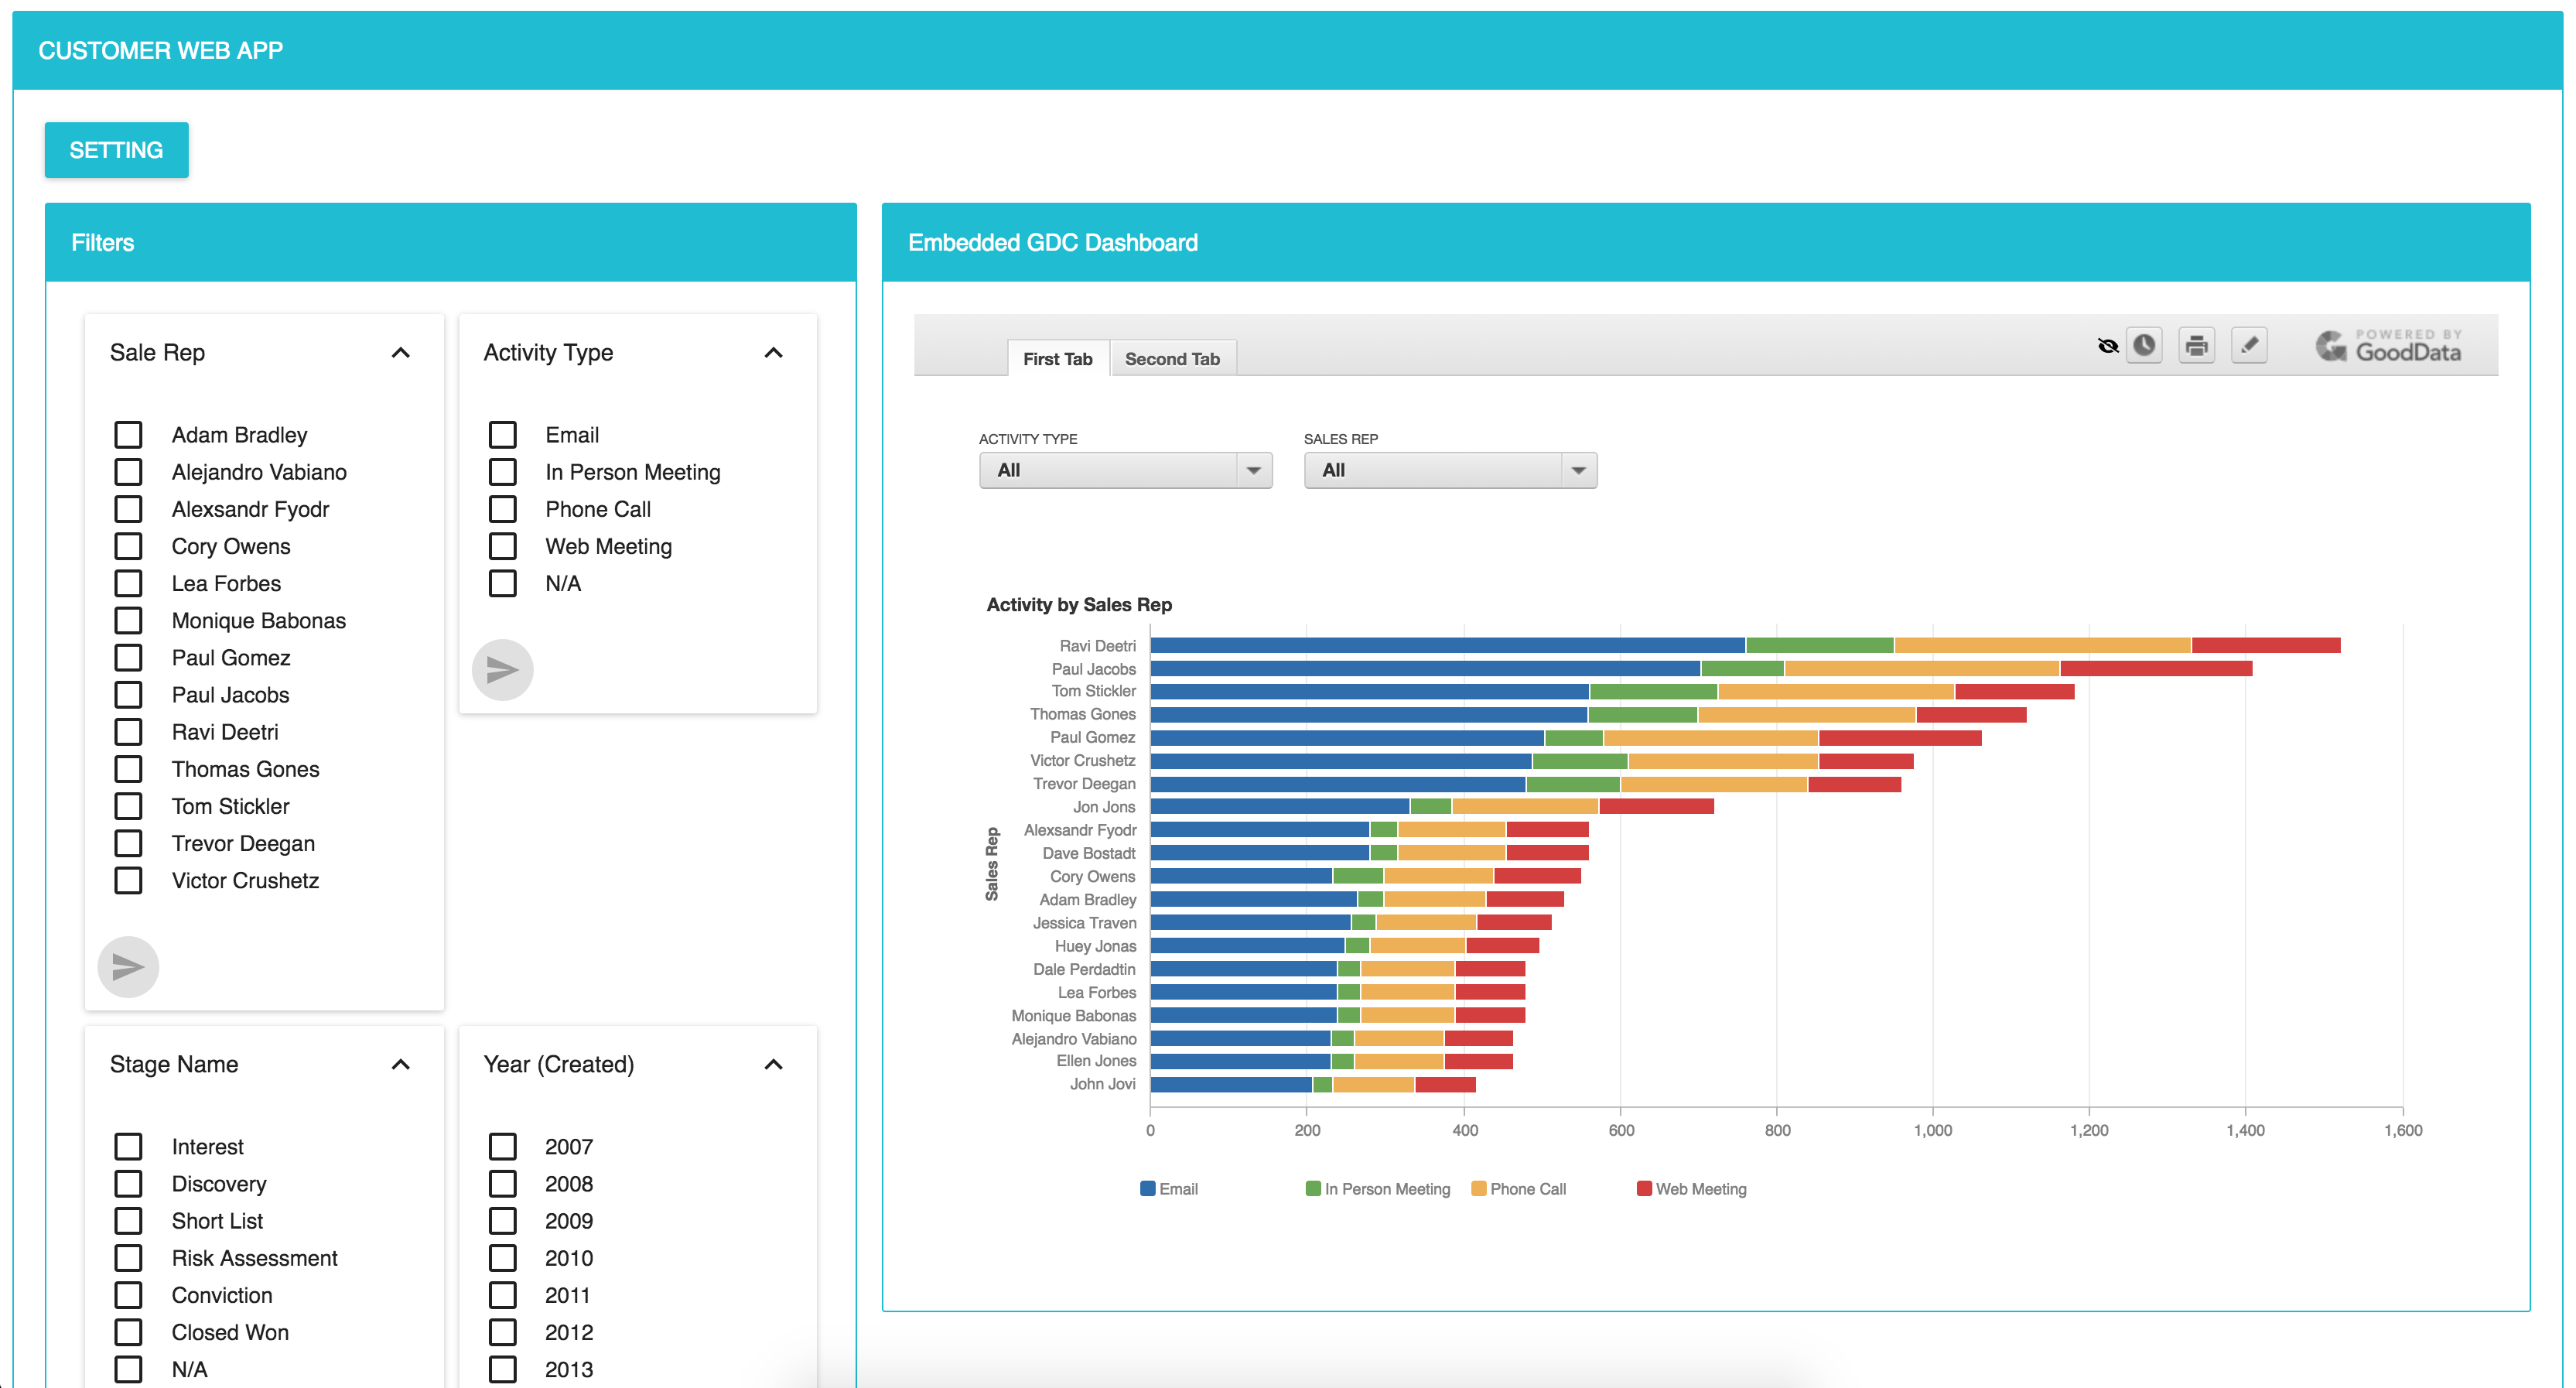 CUSTOMER WEB APP
SETTING
Filters
Sale Rep
Adam Bradley
Alejandro Vabiano
Alexsandr Fyodr
Cory Owens
Lea Forbes
Monique Babonas
Paul Gomez
Paul Jacobs
Ravi Deetri
Thomas Gones
Tom Stickler
Trevor Deegan
Victor Crushetz
Activity Type
Email
In Person Meeting
Phone Call
Web Meeting
N/A
Stage Name
Interest
Discovery
Short List
Risk Assessment
Conviction
Closed Won
N/A
Year (Created)
2007
2008
2009
2010
2011
2012
2013
Embedded GDC Dashboard
First Tab Second Tab
POWERED BY
GoodData
ACTIVITY TYPE SALES REP
All All
Activity by Sales Rep
Sales Rep
Ravi Deetri
Paul Jacobs
Tom Stickler
Thomas Gones
Paul Gomez
Victor Crushetz
Trevor Deegan
Jon Jons
Alexsandr Fyodr
Dave Bostadt
Cory Owens
Adam Bradley
Jessica Traven
Huey Jonas
Dale Perdadtin
Lea Forbes
Monique Babonas
Alejandro Vabiano
Ellen Jones
John Jovi
0 200 400 600 800 1,000 1,200 1,400 1,600
Email In Person Meeting Phone Call Web Meeting